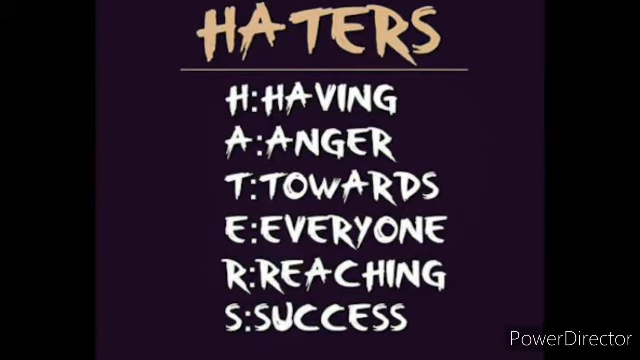 HATERS
H:HAVING
A:ANGER
T:TOWARDS
E:EVERYONE
R:REACHING
S:SUCCESS
PowerDirector